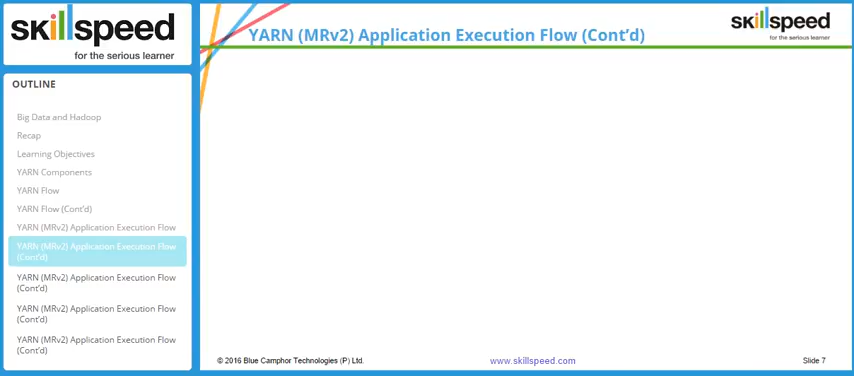 skillspeed
for the serious learner
OUTLINE
Big Data and Hadoop
Recap
Learning Objectives
YARN Components
YARN Flow
YARN Flow (Cont'd)
YARN (MRv2) Application Execution Flow
YARN (MRv2) Application Execution Flow
(Cont'd)
YARN (MRv2) Application Execution Flow
(Cont'd)
YARN (MRv2) Application Execution Flow
(Cont'd)
YARN (MRv2) Application Execution Flow
(Cont'd)
YARN (MRv2) Application Execution Flow (Cont'd)
skillspeed
for the serious learner
© 2016 Blue Camphor Technologies (P) Ltd.
www.skillspeed.com
Slide 7